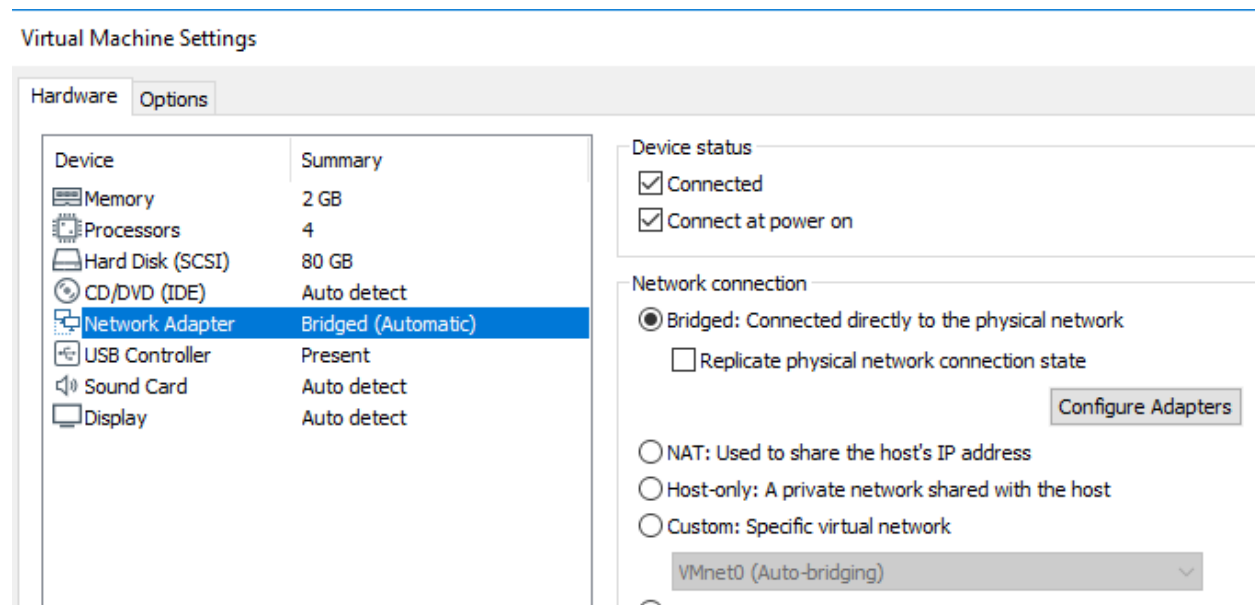 Virtual Machine Settings
Hardware Options
Device Summary
Memory 2 GB
Processors 4
Hard Disk (SCSI) 80 GB
CD/DVD (IDE) Auto detect
Network Adapter Bridged (Automatic)
USB Controller Present
Sound Card Auto detect
Display Auto detect
Device status
Connected
Connect at power on
Network connection
Bridged: Connected directly to the physical network
Replicate physical network connection state
Configure Adapters
NAT: Used to share the host's IP address
Host-only: A private network shared with the host
Custom: Specific virtual network
VMnet0 (Auto-bridging)